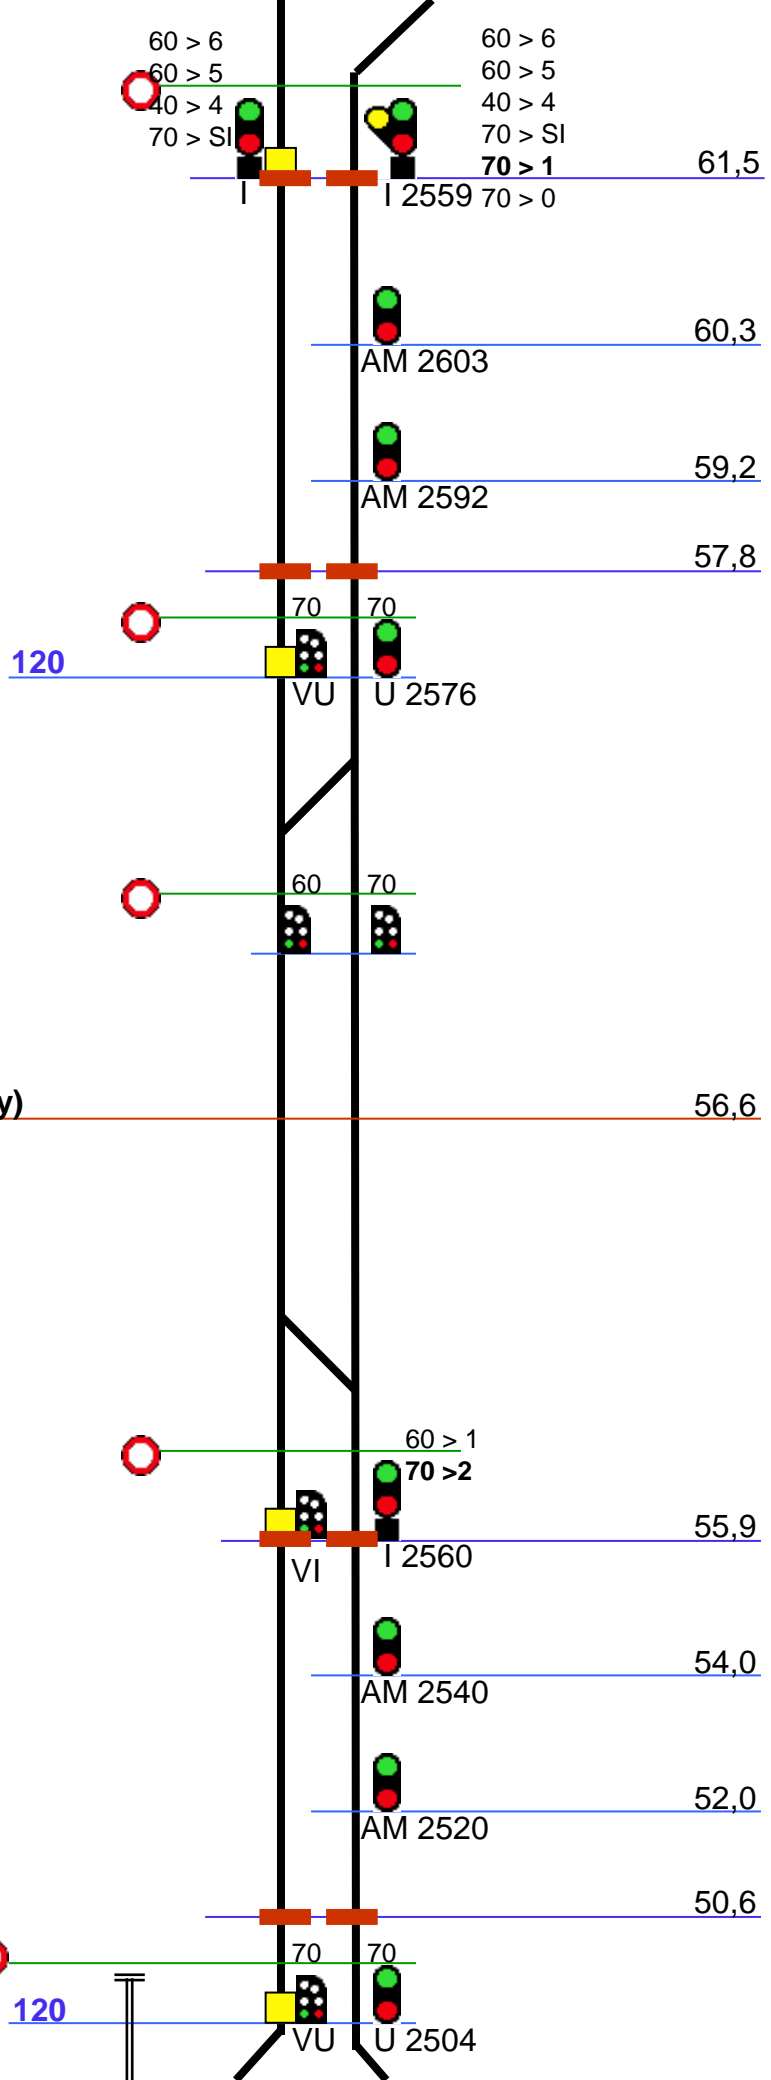 60 > 6
60 > 5
40 > 4
70 > SI
60 > 6
60 > 5
40 > 4
70 > SI
70 > 1
70 > 0
61,5
I
I 2559
60,3
AM 2603
59,2
AM 2592
57,8
70
70
120
VU
U 2576
60
70
y)
56,6
60 > 1
70 >2
55,9
VI
I 2560
54,0
AM 2540
52,0
AM 2520
50,6
70
70
120
VU
U 2504